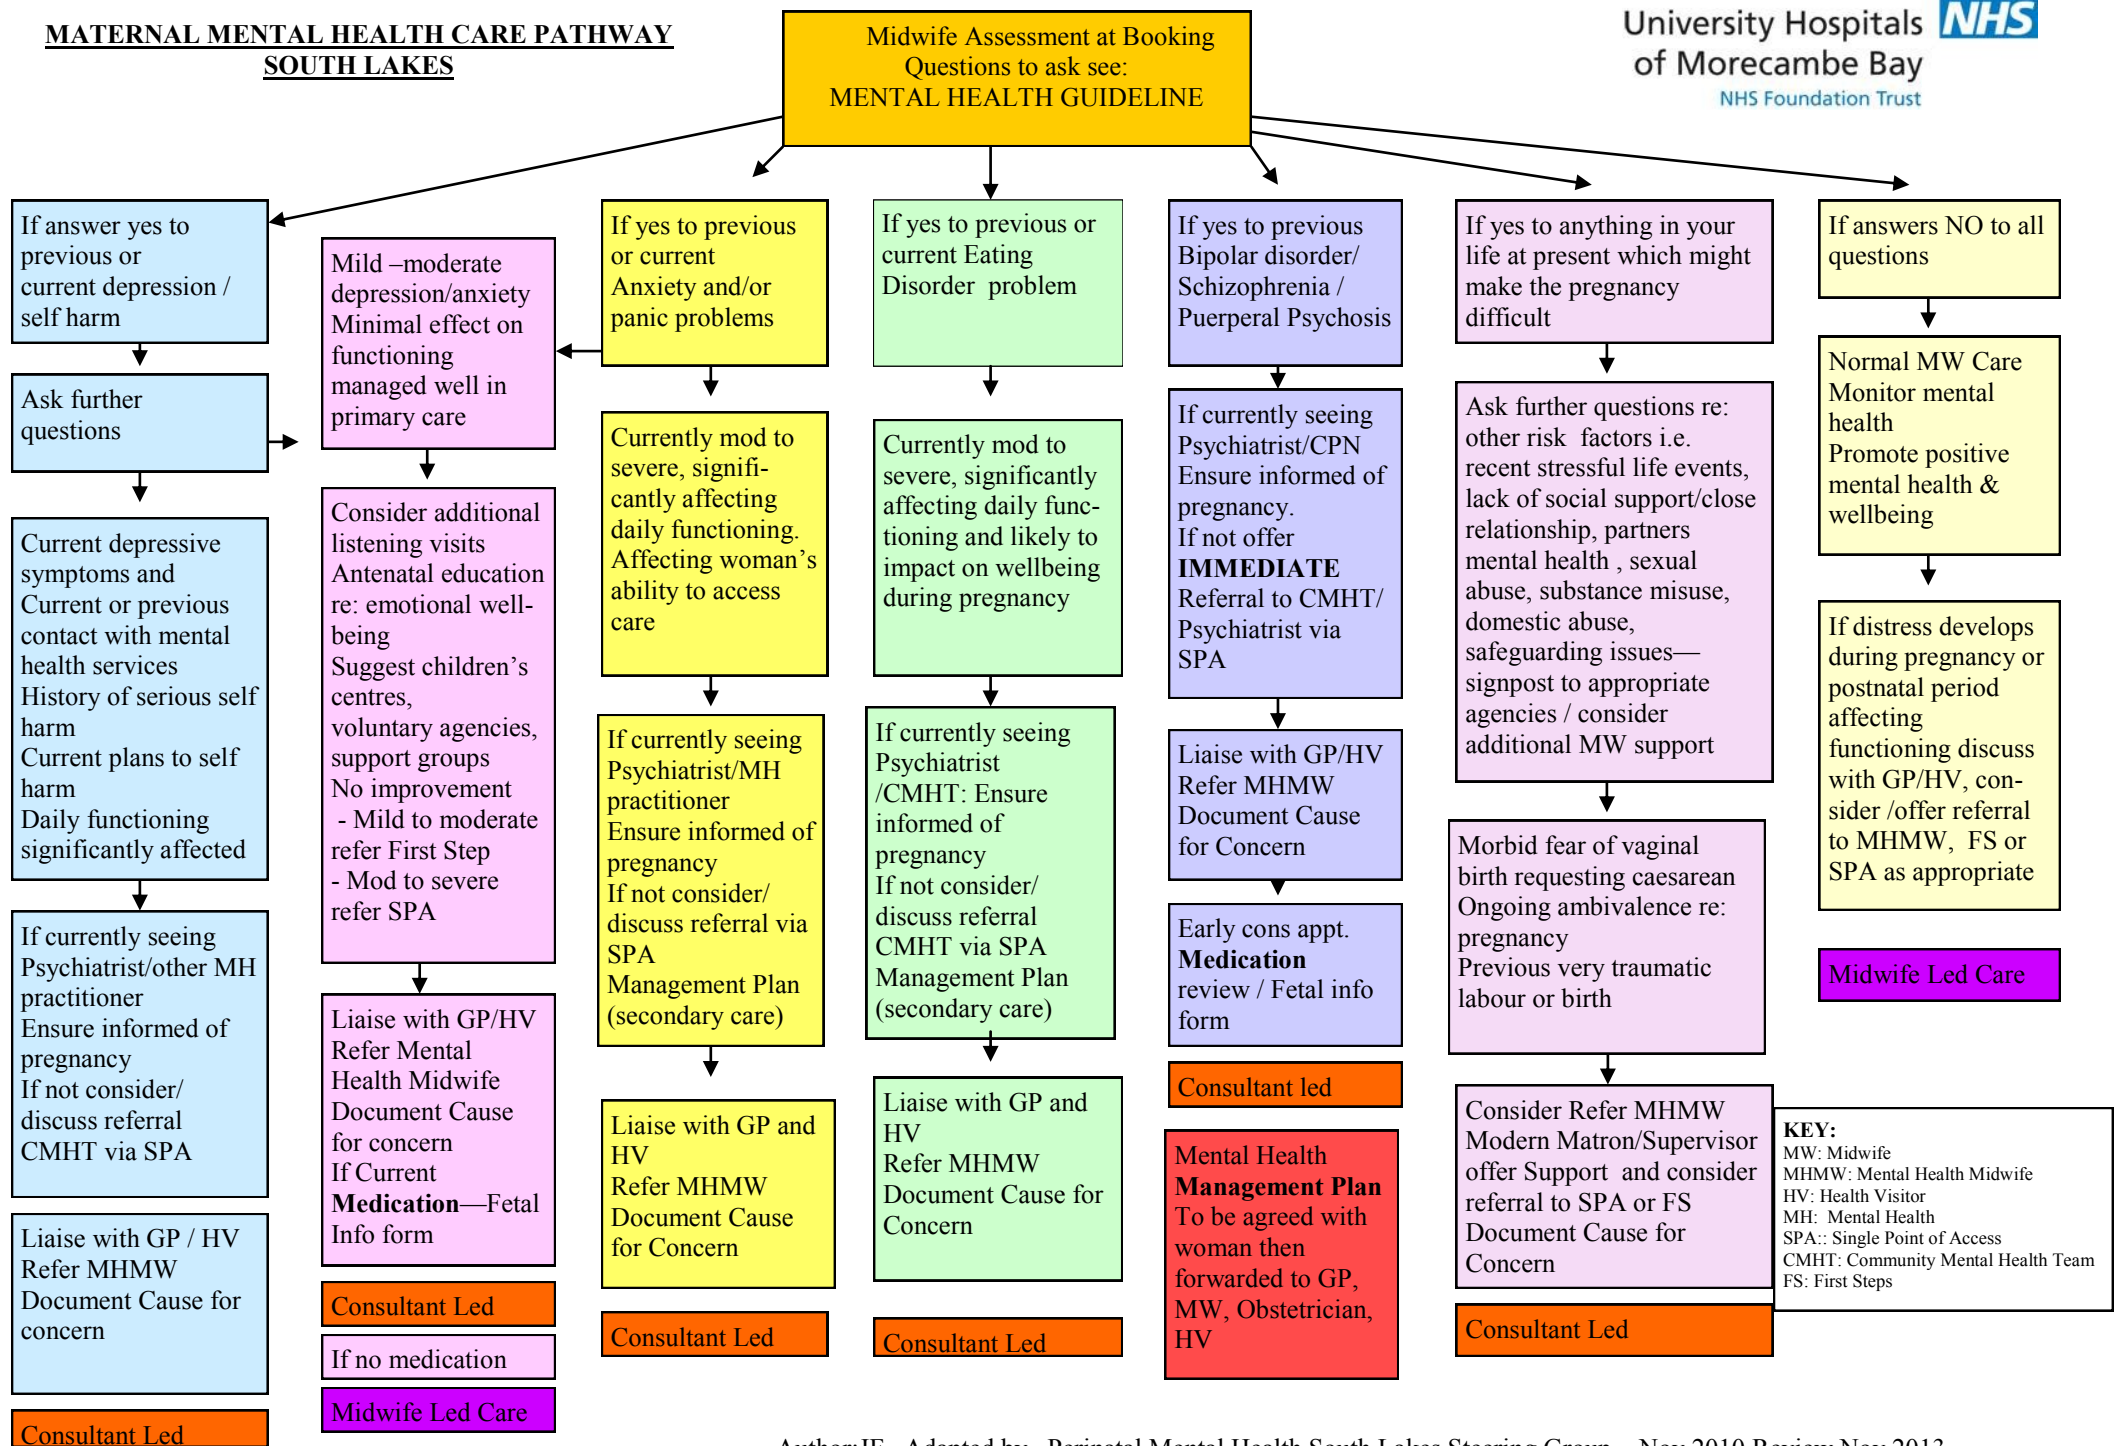 MATERNAL MENTAL HEALTH CARE PATHWAY
SOUTH LAKES
Midwife Assessment at Booking
Questions to ask see:
MENTAL HEALTH GUIDELINE
University Hospitals NHS
of Morecambe Bay
NHS Foundation Trust
If answer yes to
previous or
current depression /
self harm
Ask further
questions
Current depressive
symptoms and
Current or previous
contact with mental
health services
History of serious self
harm
Current plans to self
harm
Daily functioning
significantly affected
If currently seeing
Psychiatrist/other MH
practitioner
Ensure informed of
pregnancy
If not consider/
discuss referral
CMHT via SPA
Liaise with GP / HV
Refer MHMW
Document Cause for
concern
Consultant Led
Mild –moderate
depression/anxiety
Minimal effect on
functioning
managed well in
primary care
Consider additional
listening visits
Antenatal education
re: emotional well-
being
Suggest children’s
centres,
voluntary agencies,
support groups
No improvement
- Mild to moderate
refer First Step
- Mod to severe
refer SPA
Liaise with GP/HV
Refer Mental
Health Midwife
Document Cause
for concern
If Current
Medication—Fetal
Info form
Consultant Led
If no medication
Midwife Led Care
If yes to previous
or current
Anxiety and/or
panic problems
Currently mod to
severe, signifi-
cantly affecting
daily functioning.
Affecting woman’s
ability to access
care
If currently seeing
Psychiatrist/MH
practitioner
Ensure informed of
pregnancy
If not consider/
discuss referral via
SPA
Management Plan
(secondary care)
Liaise with GP and
HV
Refer MHMW
Document Cause
for Concern
Consultant Led
If yes to previous or
current Eating
Disorder problem
Currently mod to
severe, significantly
affecting daily func-
tioning and likely to
impact on wellbeing
during pregnancy
If currently seeing
Psychiatrist
/CMHT: Ensure
informed of
pregnancy
If not consider/
discuss referral
CMHT via SPA
Management Plan
(secondary care)
Liaise with GP and
HV
Refer MHMW
Document Cause for
Concern
Consultant Led
If yes to previous
Bipolar disorder/
Schizophrenia /
Puerperal Psychosis
If currently seeing
Psychiatrist/CPN
Ensure informed of
pregnancy.
If not offer
IMMEDIATE
Referral to CMHT/
Psychiatrist via
SPA
Liaise with GP/HV
Refer MHMW
Document Cause
for Concern
Early cons appt.
Medication
review / Fetal info
form
Consultant led
Mental Health
Management Plan
To be agreed with
woman then
forwarded to GP,
MW, Obstetrician,
HV
If yes to anything in your
life at present which might
make the pregnancy
difficult
Ask further questions re:
other risk factors i.e.
recent stressful life events,
lack of social support/close
relationship, partners
mental health , sexual
abuse, substance misuse,
domestic abuse,
safeguarding issues—
signpost to appropriate
agencies / consider
additional MW support
Morbid fear of vaginal
birth requesting caesarean
Ongoing ambivalence re:
pregnancy
Previous very traumatic
labour or birth
Consider Refer MHMW
Modern Matron/Supervisor
offer Support and consider
referral to SPA or FS
Document Cause for
Concern
Consultant Led
If answers NO to all
questions
Normal MW Care
Monitor mental
health
Promote positive
mental health &
wellbeing
If distress develops
during pregnancy or
postnatal period
affecting
functioning discuss
with GP/HV, con-
sider /offer referral
to MHMW, FS or
SPA as appropriate
Midwife Led Care
KEY:
MW: Midwife
MHMW: Mental Health Midwife
HV: Health Visitor
MH: Mental Health
SPA:: Single Point of Access
CMHT: Community Mental Health Team
FS: First Steps
Author:JE Adapted by Perinatal Mental Health South Lakes Steering Group Nov 2010 Review Nov 2013